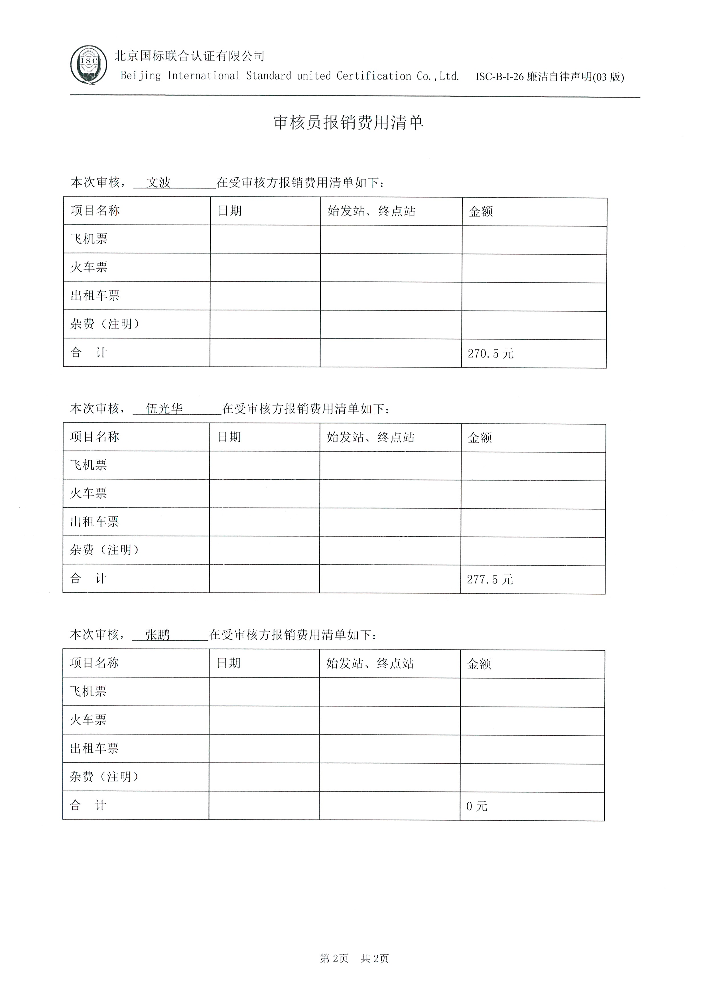 ISC
北京国标联合认证有限公司
Beijing International Standard united Certification Co.,Ltd. ISC-B-I-26 廉洁自律声明(03 版)
审核员报销费用清单
本次审核， 文波 在受审核方报销费用清单如下：
项目名称 日期 始发站、终点站 金额
飞机票
火车票
出租车票
杂费（注明）
合 计 270.5 元
本次审核， 伍光华 在受审核方报销费用清单如下：
项目名称 日期 始发站、终点站 金额
飞机票
火车票
出租车票
杂费（注明）
合 计 277.5 元
本次审核， 张鹏 在受审核方报销费用清单如下：
项目名称 日期 始发站、终点站 金额
飞机票
火车票
出租车票
杂费（注明）
合 计 0 元
第 2页 共 2页